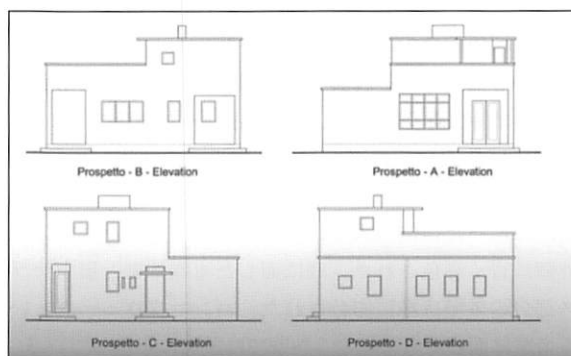 Prospetto - B - Elevation
Prospetto - A - Elevation
Prospetto - C - Elevation
Prospetto - D - Elevation